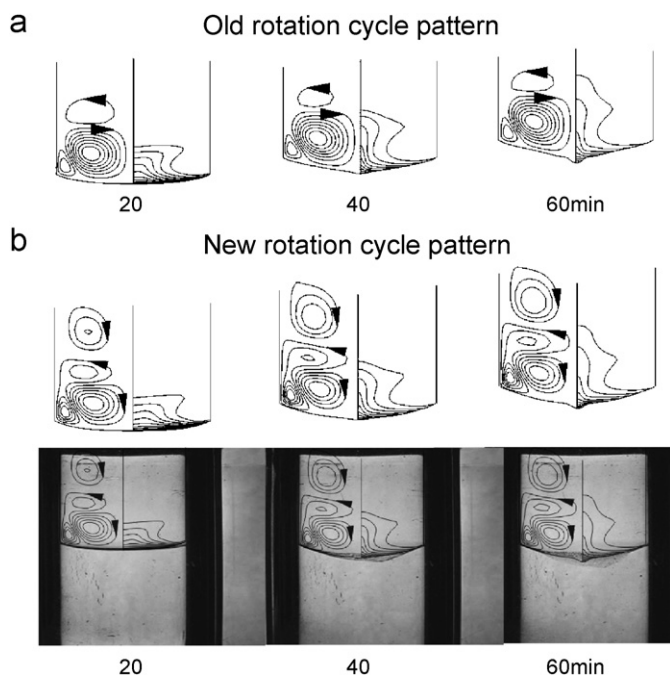 a
Old rotation cycle pattern
20
40
60min
b
New rotation cycle pattern
20
40
60min